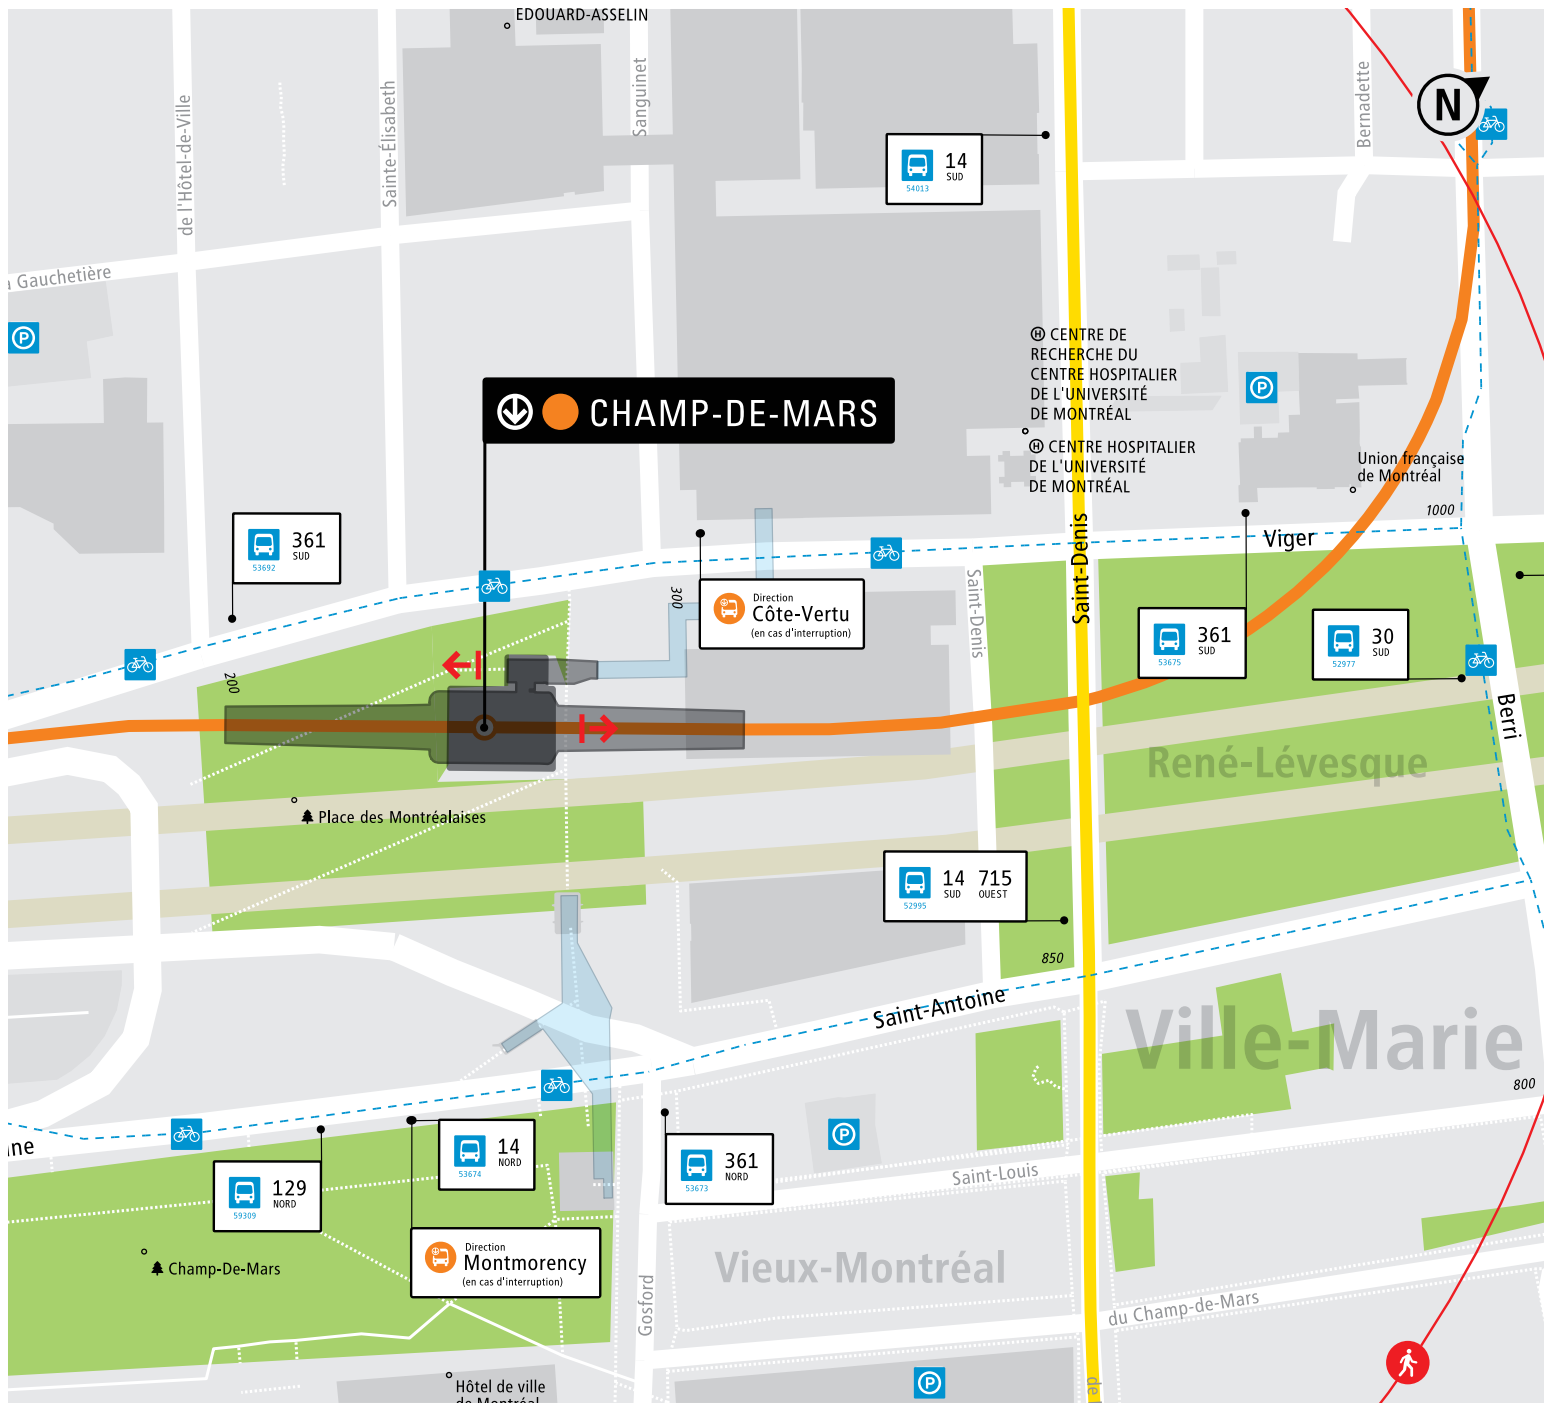 EDOUARD-ASSELIN
de l'Hôtel-de-Ville
Sainte-Élisabeth
Sanguinet
Bernadette
N
14
SUD
54013
Gauchetière
P
CENTRE DE
RECHERCHE DU
CENTRE HOSPITALIER
DE L'UNIVERSITÉ
DE MONTRÉAL
H CENTRE HOSPITALIER
DE L'UNIVERSITÉ
DE MONTRÉAL
P
CHAMP-DE-MARS
Union française
de Montréal
1000
Viger
361
SUD
53692
300
Direction
Côte-Vertu
(en cas d'interruption)
Saint-Denis
Saint-Denis
361
SUD
53675
30
SUD
52977
200
Berri
René-Lévesque
Place des Montréalaises
14
SUD
715
OUEST
52995
850
Saint-Antoine
Ville-Marie
800
ne
14
NORD
53674
P
361
NORD
53673
Saint-Louis
129
NORD
59309
Direction
Montmorency
(en cas d'interruption)
Champ-De-Mars
Vieux-Montréal
Gosford
du Champ-de-Mars
Hôtel de ville
de Montréal
P
de